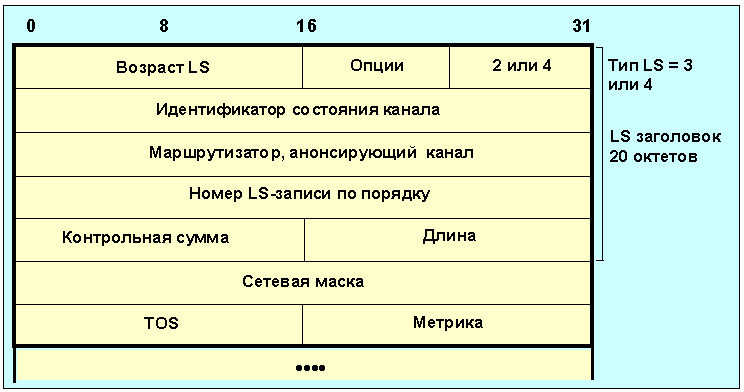 0 8 16 31
Возраст LS Опции 2 или 4
Тип LS = 3
или 4
Идентификатор состояния канала
Маршрутизатор, анонсирующий канал
LS заголовок
20 октетов
Номер LS-записи по порядку
Контрольная сумма Длина
Сетевая маска
TOS Метрика
••••